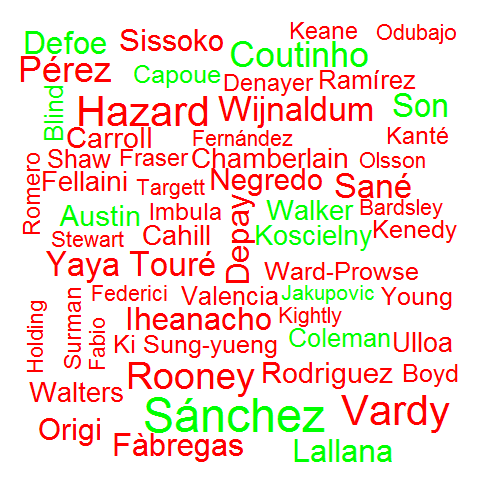 Keane
Odubajo
Defoe
Sissoko
Coutinho
Pérez
Capoue
Denayer
Ramírez
Blind
Hazard
Wijnaldum
Son
Carroll
Fernández
Kanté
Shaw
Fraser
Chamberlain
Olsson
Romero
Fellaini
Targett
Negredo
Sané
Austin
Imbula
Walker
Bardsley
Stewart
Cahill
Depay
Koscielny
Kenedy
Yaya Touré
Ward-Prowse
Federici
Valencia
Jakupovic
Young
Holding
Surman
Fabio
Iheanacho
Kightly
Ki Sung-yueng
Coleman
Ulloa
Walters
Rooney
Rodriguez
Boyd
Origi
Sánchez
Vardy
Fàbregas
Lallana